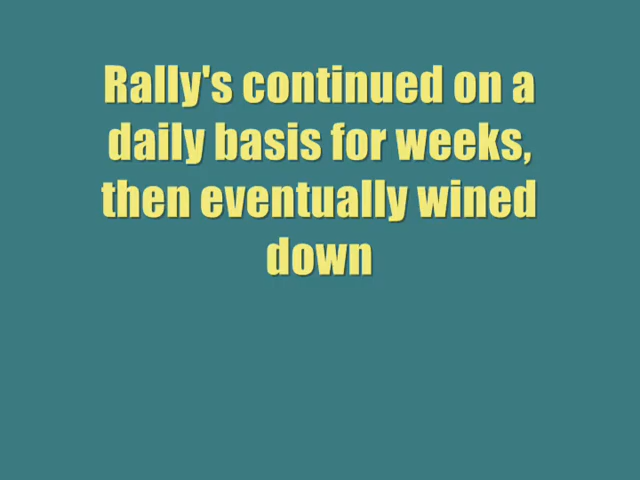 Rally's continued on a
daily basis for weeks,
then eventually wined
down